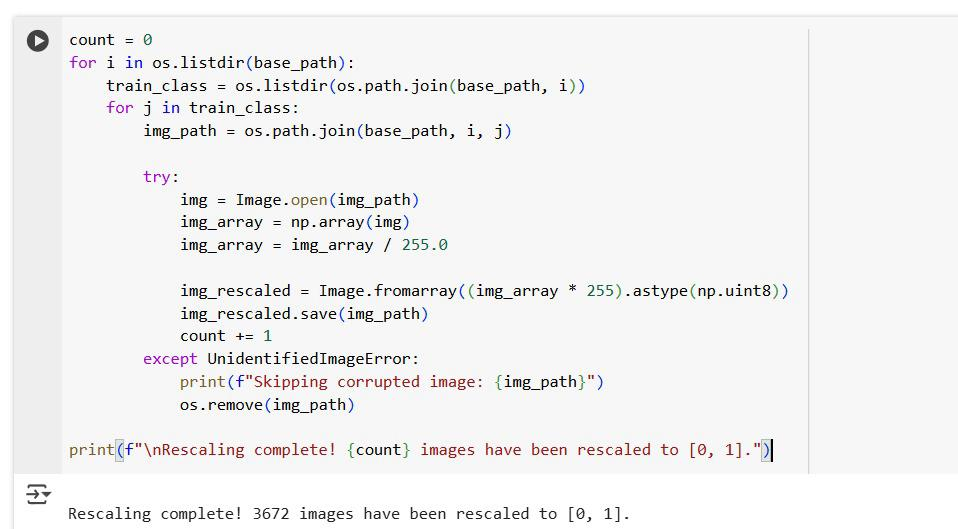 count = 0
for i in os.listdir(base_path):
    train_class = os.listdir(os.path.join(base_path, i))
    for j in train_class:
        img_path = os.path.join(base_path, i, j)

        try:
            img = Image.open(img_path)
            img_array = np.array(img)
            img_array = img_array / 255.0

            img_rescaled = Image.fromarray((img_array * 255).astype(np.uint8))
            img_rescaled.save(img_path)
            count += 1
        except UnidentifiedImageError:
            print(f"Skipping corrupted image: {img_path}")
            os.remove(img_path)

print(f"\nRescaling complete! {count} images have been rescaled to [0, 1].")
Rescaling complete! 3672 images have been rescaled to [0, 1].